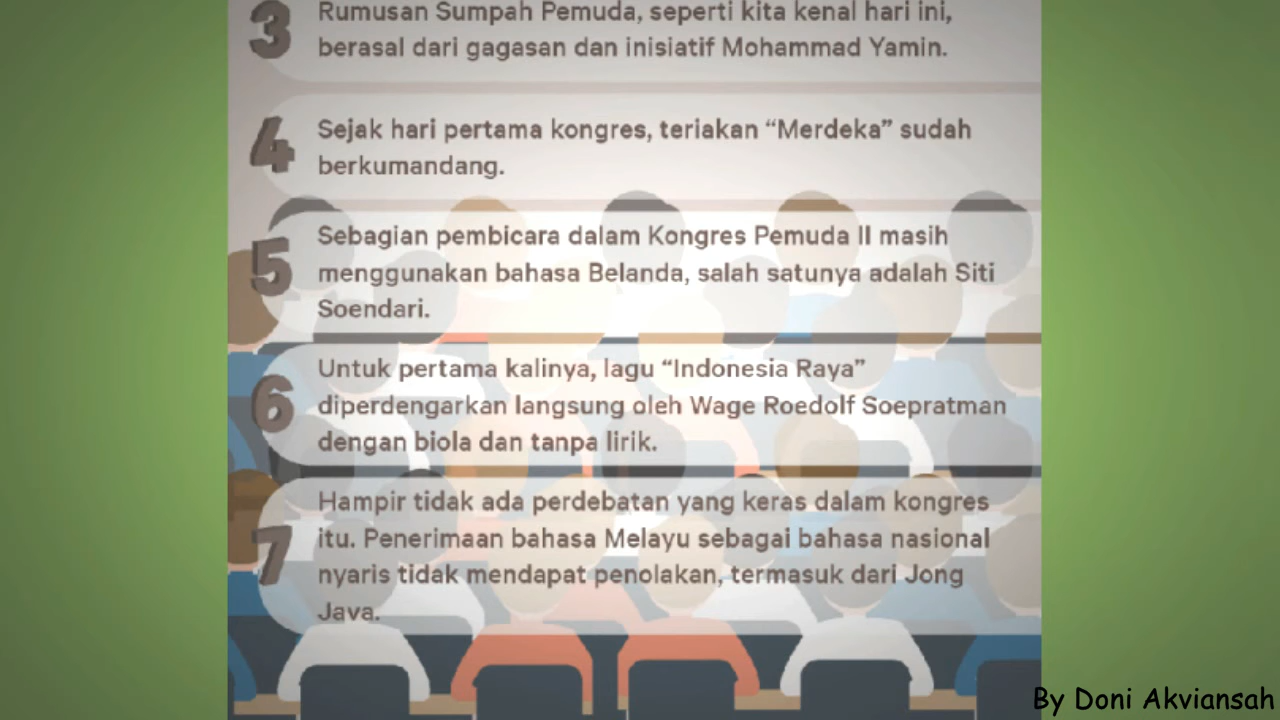 3
Rumusan Sumpah Pemuda, seperti kita kenal hari ini,
berasal dari gagasan dan inisiatif Mohammad Yamin.
4
Sejak hari pertama kongres, teriakan “Merdeka” sudah
berkumandang.
5
Sebagian pembicara dalam Kongres Pemuda II masih
menggunakan bahasa Belanda, salah satunya adalah Siti
Soendari.
6
Untuk pertama kalinya, lagu “Indonesia Raya”
diperdengarkan langsung oleh Wage Roedolf Soepratman
dengan biola dan tanpa lirik.
7
Hampir tidak ada perdebatan yang keras dalam kongres
itu. Penerimaan bahasa Melayu sebagai bahasa nasional
nyaris tidak mendapat penolakan, termasuk dari Jong
Java.
By Doni Akviansah